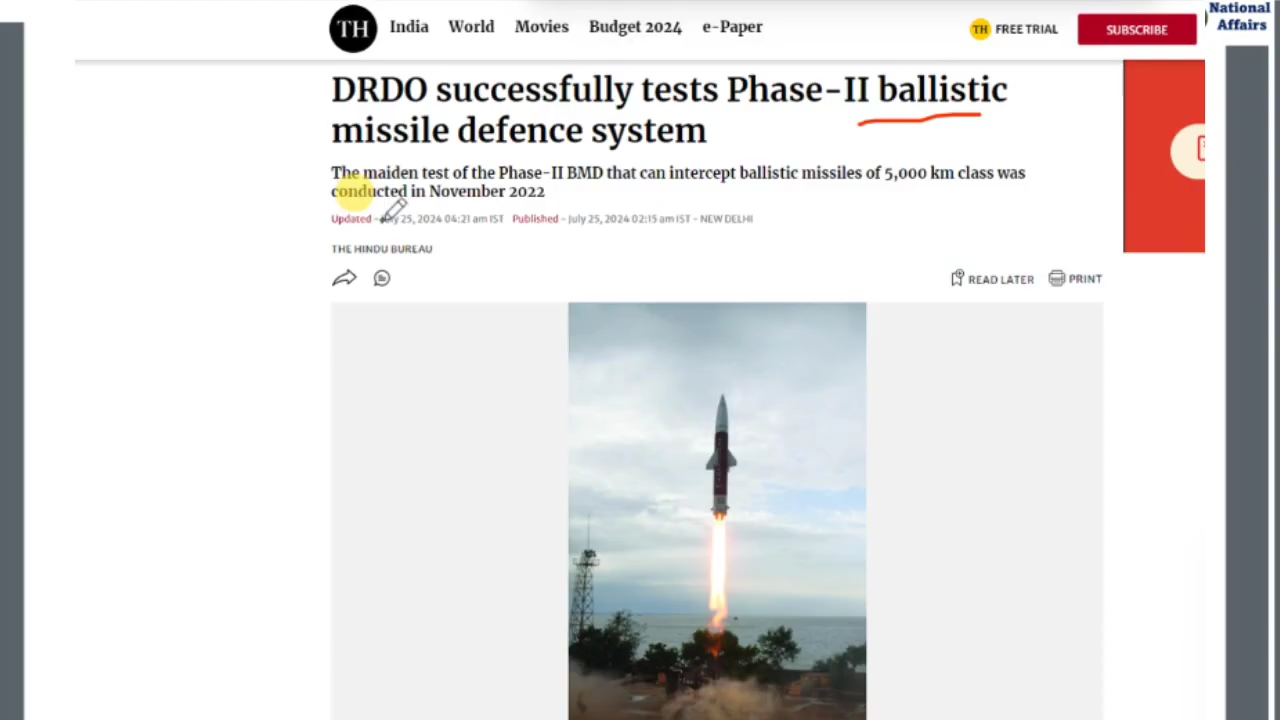 National
Affairs
TH India World Movies Budget 2024 e-Paper TH FREE TRIAL SUBSCRIBE
DRDO successfully tests Phase-II ballistic
missile defence system
The maiden test of the Phase-II BMD that can intercept ballistic missiles of 5,000 km class was
conducted in November 2022
Updated - July 25, 2024 04:21 am IST Published - July 25, 2024 02:15 am IST - NEW DELHI
THE HINDU BUREAU
READ LATER PRINT